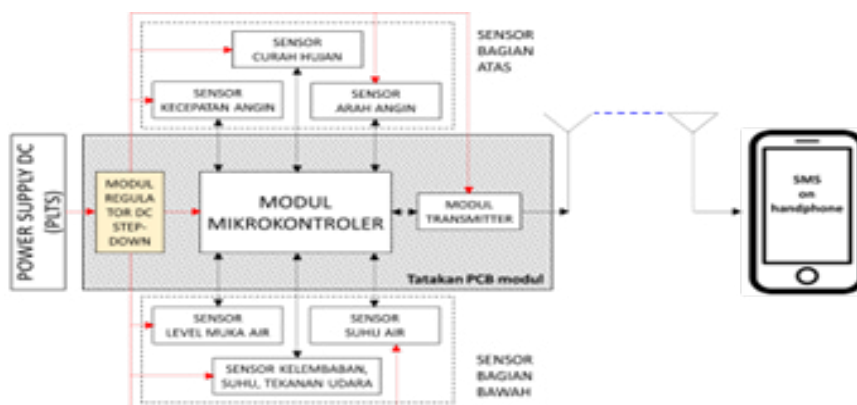 SENSOR
CURAH HUJAN
SENSOR
BAGIAN
ATAS
SENSOR
KECEPATAN ANGIN
SENSOR
ARAH ANGIN
POWER SUPPLY DC
(PLTS)
MODUL
REGULA
TOR DC
STEP-
DOWN
MODUL
MIKROKONTROLER
MODUL
TRANSMITTER
SMS
on
handphone
Tatakan PCB modul
SENSOR
LEVEL MUKA AIR
SENSOR
SUHU AIR
SENSOR KELEMBABAN,
SUHU, TEKANAN UDARA
SENSOR
BAGIAN
BAWAH